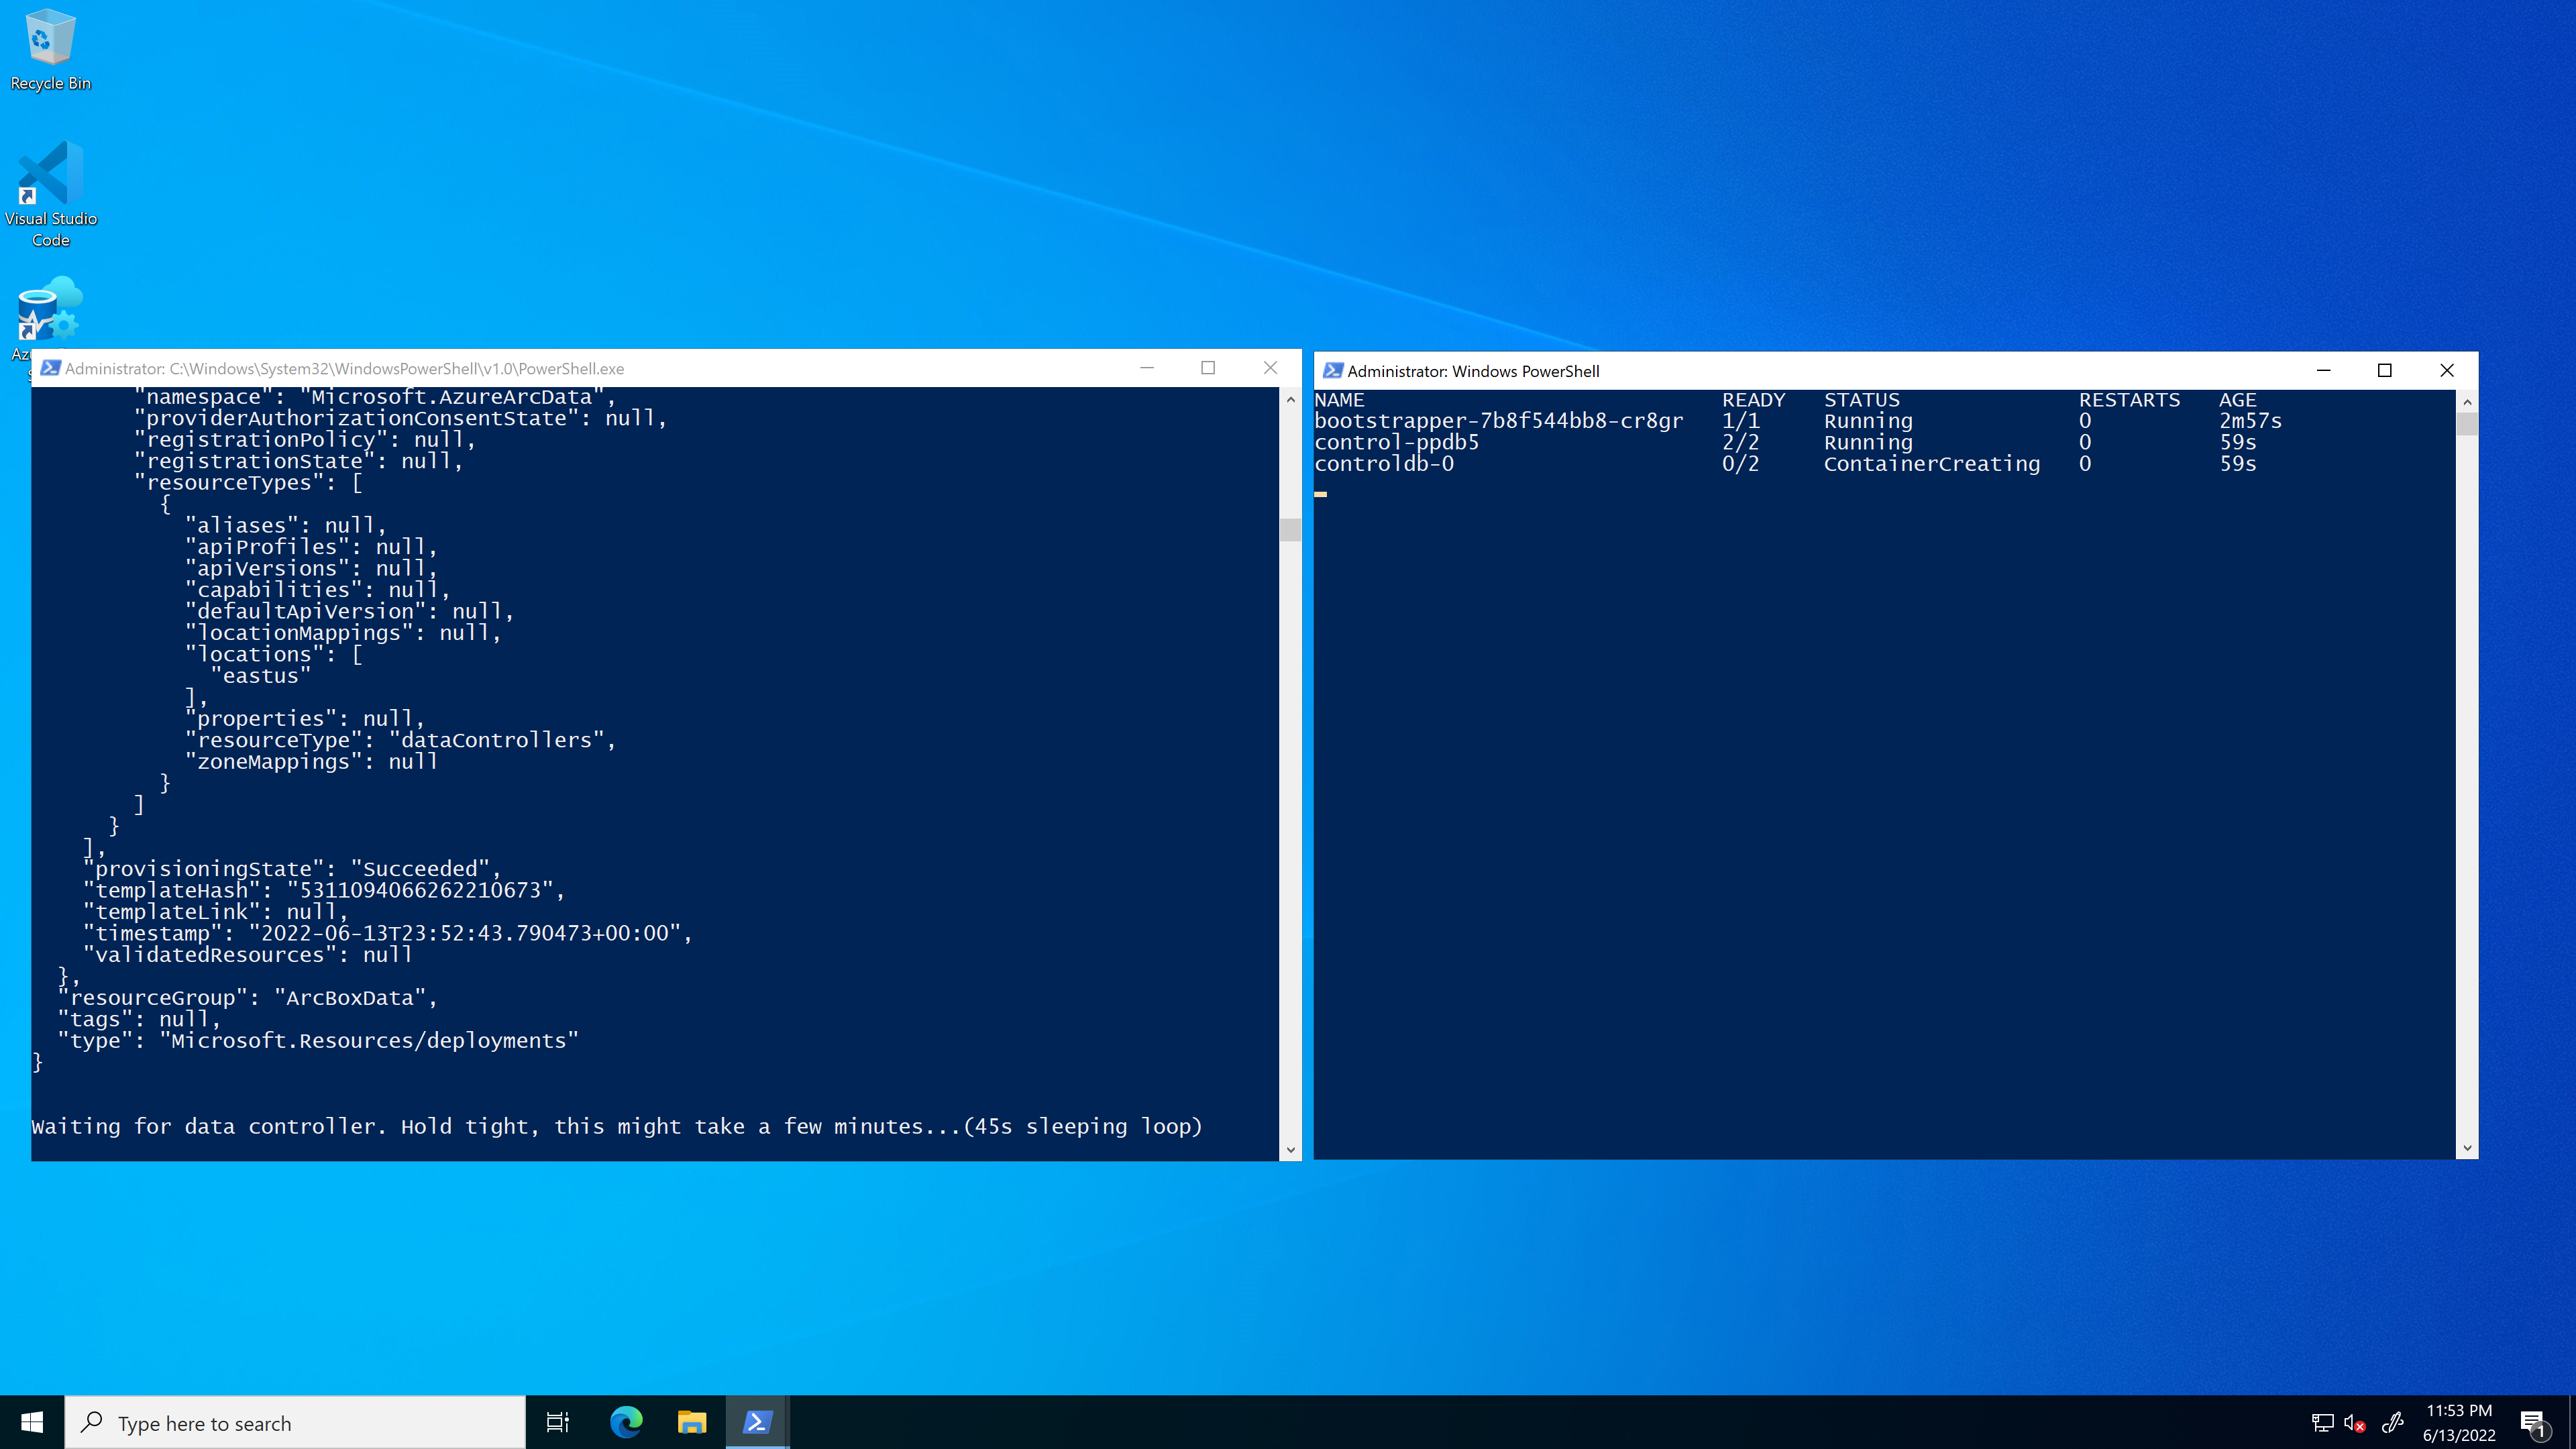 Recycle Bin
Visual Studio
Code
Administrator: C:\Windows\System32\WindowsPowerShell\v1.0\PowerShell.exe
"namespace": "Microsoft.AzureArcData",
"providerAuthorizationConsentState": null,
"registrationPolicy": null,
"registrationState": null,
"resourceTypes": [
{
"aliases": null,
"apiProfiles": null,
"apiVersions": null,
"capabilities": null,
"defaultApiVersion": null,
"locationMappings": null,
"locations": [
"eastus"
],
"properties": null,
"resourceType": "dataControllers",
"zoneMappings": null
}
]
}
],
"provisioningState": "Succeeded",
"templateHash": "5311094066262210673",
"templateLink": null,
"timestamp": "2022-06-13T23:52:43.790473+00:00",
"validatedResources": null
},
"resourceGroup": "ArcBoxData",
"tags": null,
"type": "Microsoft.Resources/deployments"
}
Waiting for data controller. Hold tight, this might take a few minutes...(45s sleeping loop)
Administrator: Windows PowerShell
NAME READY STATUS RESTARTS AGE
bootstrapper-7b8f544bb8-cr8gr 1/1 Running 0 2m57s
control-ppdb5 2/2 Running 0 59s
controldb-0 0/2 ContainerCreating 0 59s
Type here to search
11:53 PM
6/13/2022
1